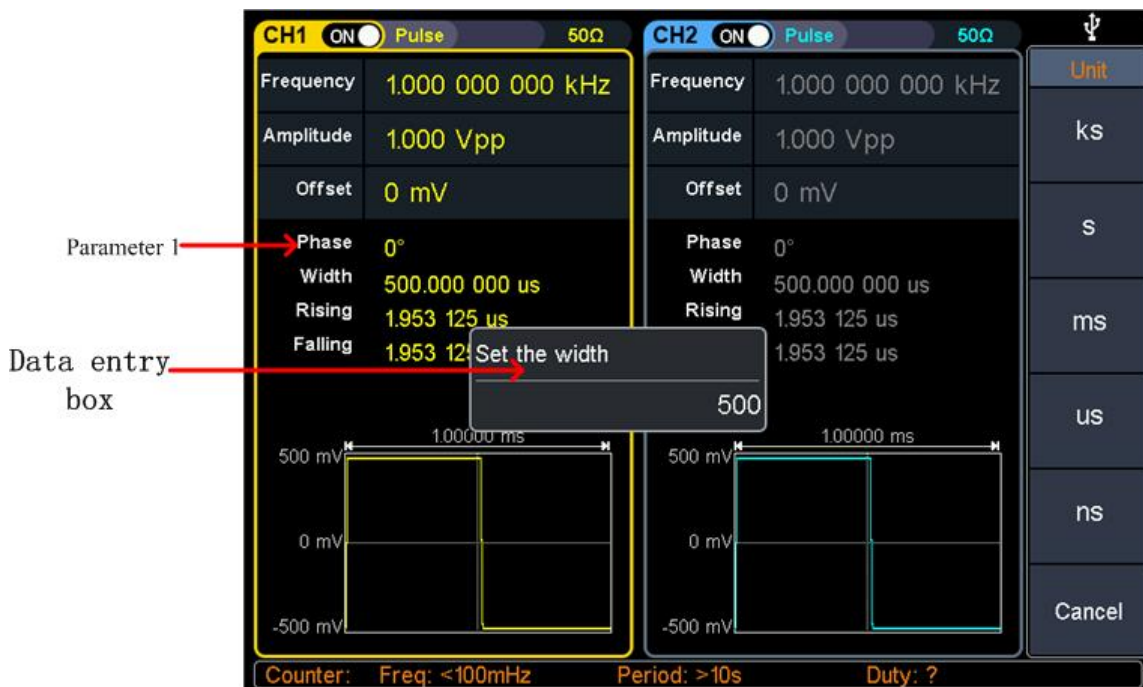 CH1 ON Pulse 50Ω
Frequency 1.000 000 000 kHz
Amplitude 1.000 Vpp
Offset 0 mV
Parameter 1
Phase 0°
Width 500.000 000 us
Rising 1.953 125 us
Falling 1.953 12
Data entry
box
Set the width
500
1.00000 ms
500 mV
0 mV
-500 mV
CH2 ON Pulse 50Ω
Frequency 1.000 000 000 kHz
Amplitude 1.000 Vpp
Offset 0 mV
Phase 0°
Width 500.000 000 us
Rising 1.953 125 us
1.953 125 us
1.00000 ms
500 mV
0 mV
-500 mV
Unit
ks
s
ms
us
ns
Cancel
Counter: Freq: <100mHz Period: >10s Duty: ?